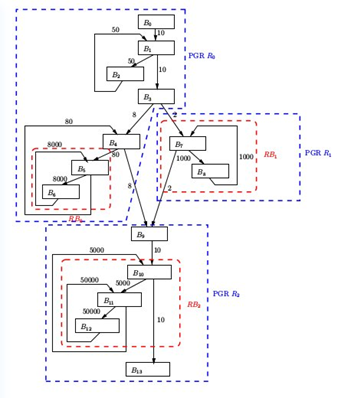 B₀
10
50
B₁
50
10
PGR R₀
B₂
B₃
8
2
80
B₄
80
B₇
1000
1000
RB₁
PGR R₁
B₈
8000
B₅
8000
B₆
8
2
B₉
10
5000
B₁₀
50000
5000
B₁₁
50000
B₁₂
10
RB₂
PGR R₂
B₁₃